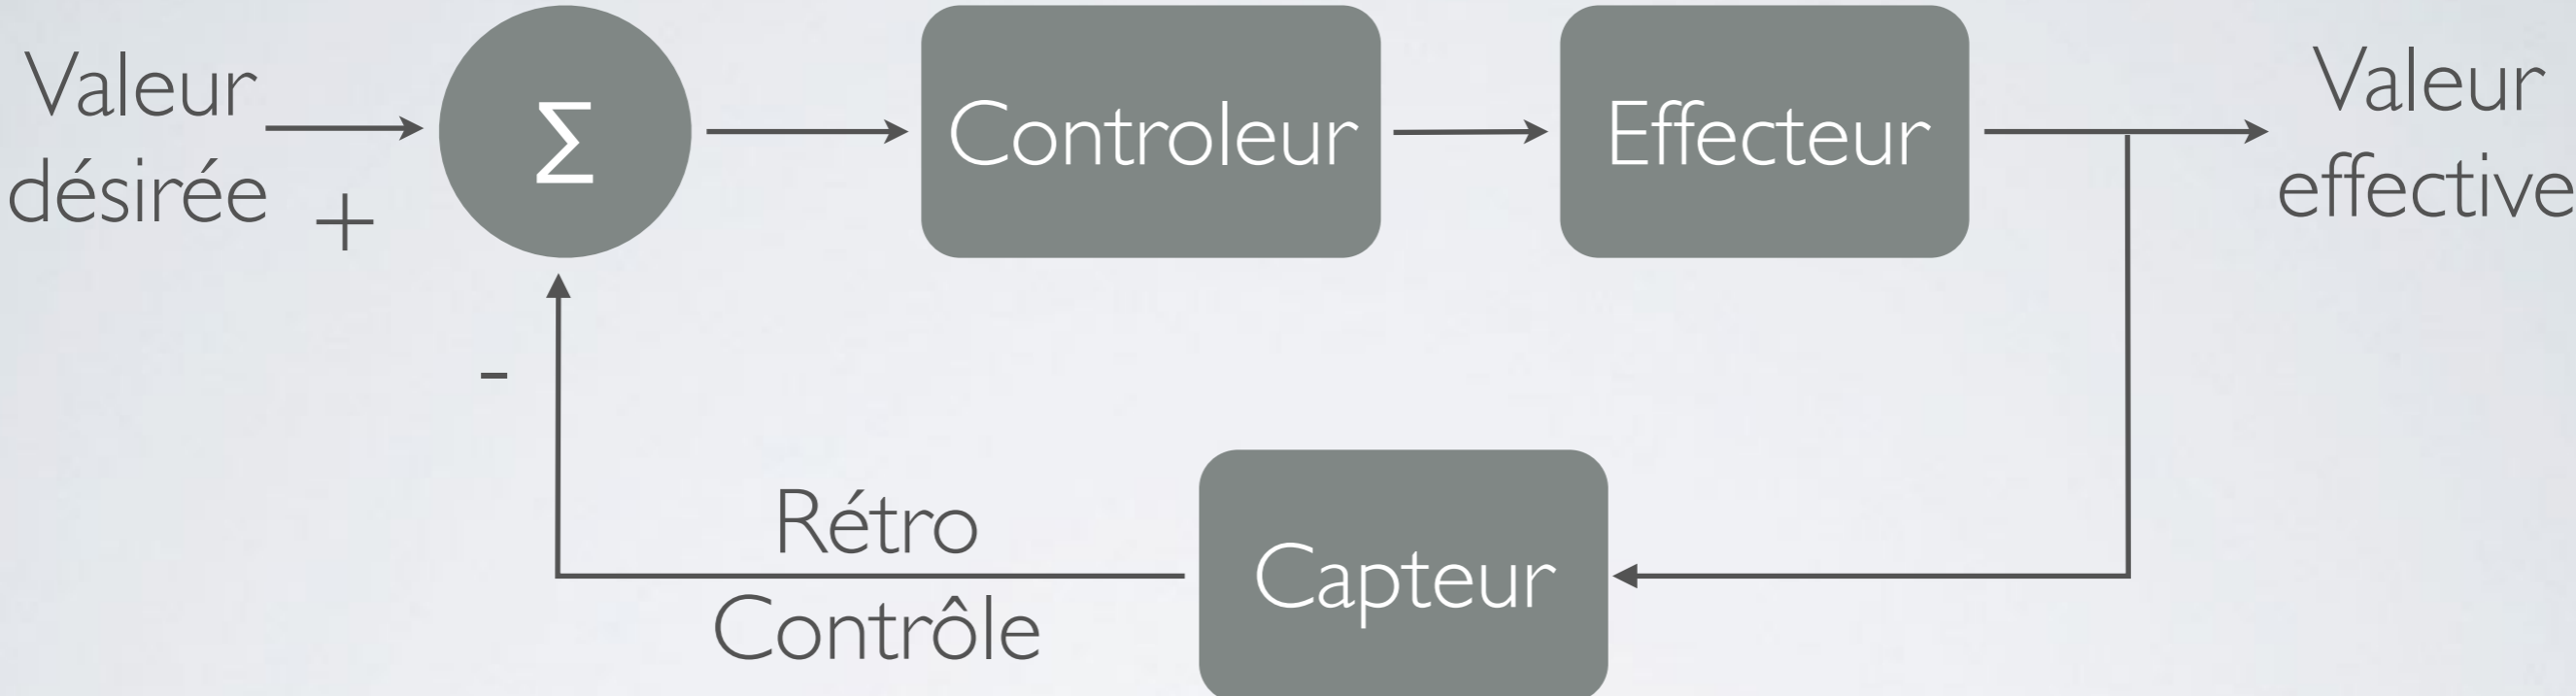 Valeur
désirée
+
Σ
Controleur
Effecteur
Valeur
effective
-
Rétro
Contrôle
Capteur